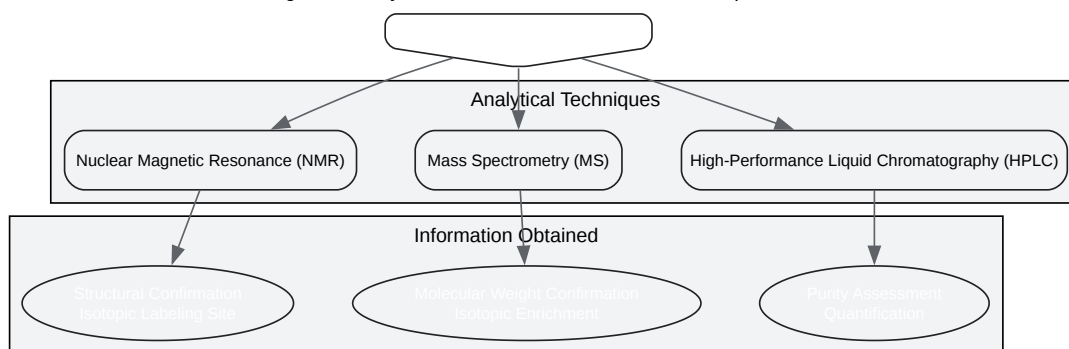 Analytical Techniques
Nuclear Magnetic Resonance (NMR)
Mass Spectrometry (MS)
High-Performance Liquid Chromatography (HPLC)
Information Obtained
Structural Confirmation
Isotopic Labeling Site
Molecular Weight Confirmation
Isotopic Enrichment
Purity Assessment
Quantification